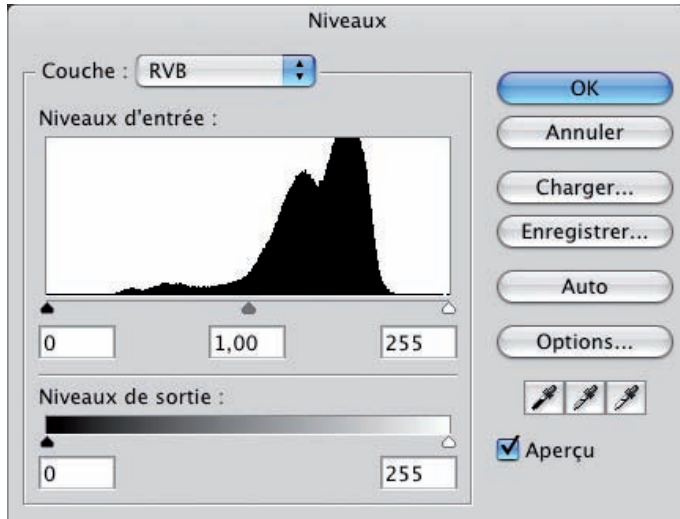 Niveaux
Couche : RVB
Niveaux d'entrée :
0 1,00 255
Niveaux de sortie :
0 255
OK
Annuler
Charger...
Enregistrer...
Auto
Options...
Aperçu